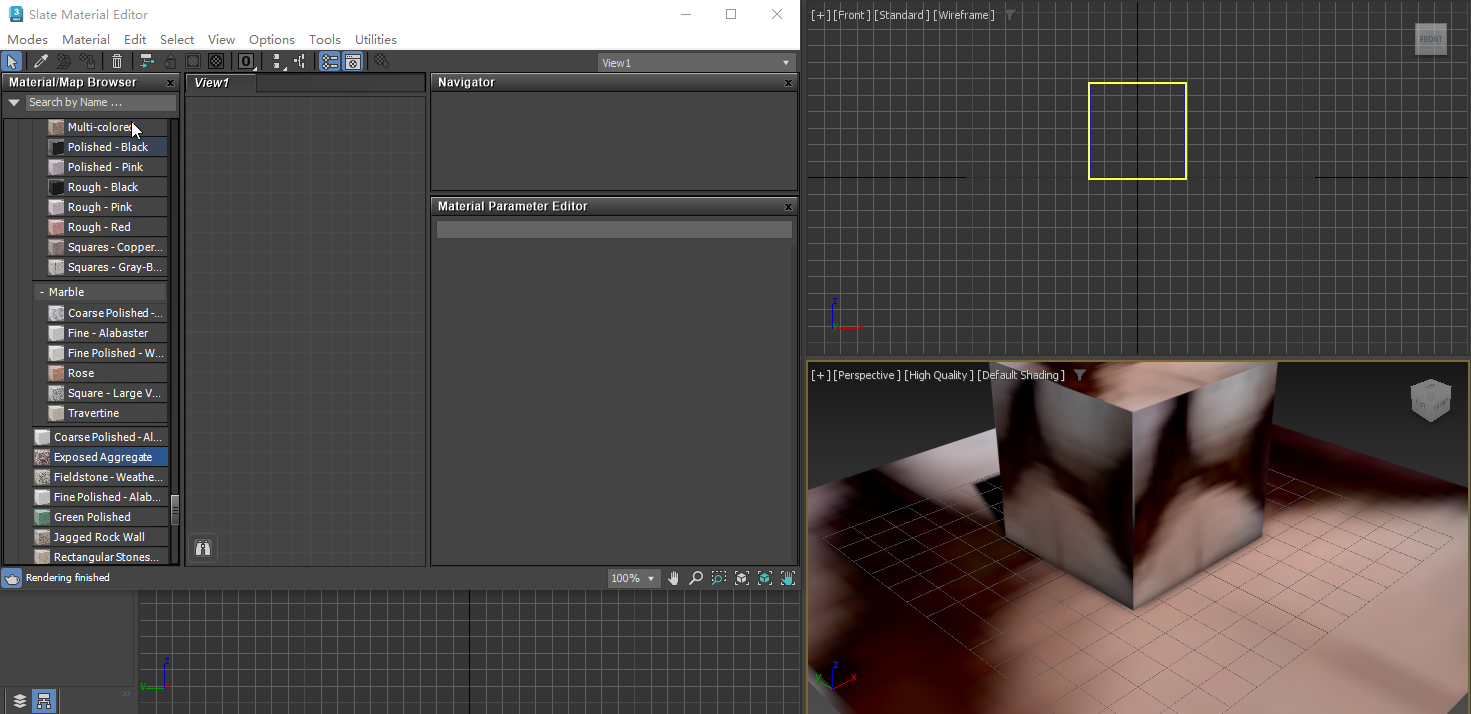 Slate Material Editor
Modes Material Edit Select View Options Tools Utilities
View1
Material/Map Browser
Search by Name ...
Multi-colored
Polished - Black
Polished - Pink
Rough - Black
Rough - Pink
Rough - Red
Squares - Copper...
Squares - Gray-B...
- Marble
Coarse Polished -...
Fine - Alabaster
Fine Polished - W...
Rose
Square - Large V...
Travertine
Coarse Polished - Al...
Exposed Aggregate
Fieldstone - Weathe...
Fine Polished - Alab...
Green Polished
Jagged Rock Wall
Rectangular Stones...
View1
Navigator
Material Parameter Editor
Rendering finished
100%
[+] [Front ] [Standard ] [Wireframe ]
FRONT
z
x
[+] [Perspective ] [High Quality ] [Default Shading ]
FRONT
z
y
x
z
y